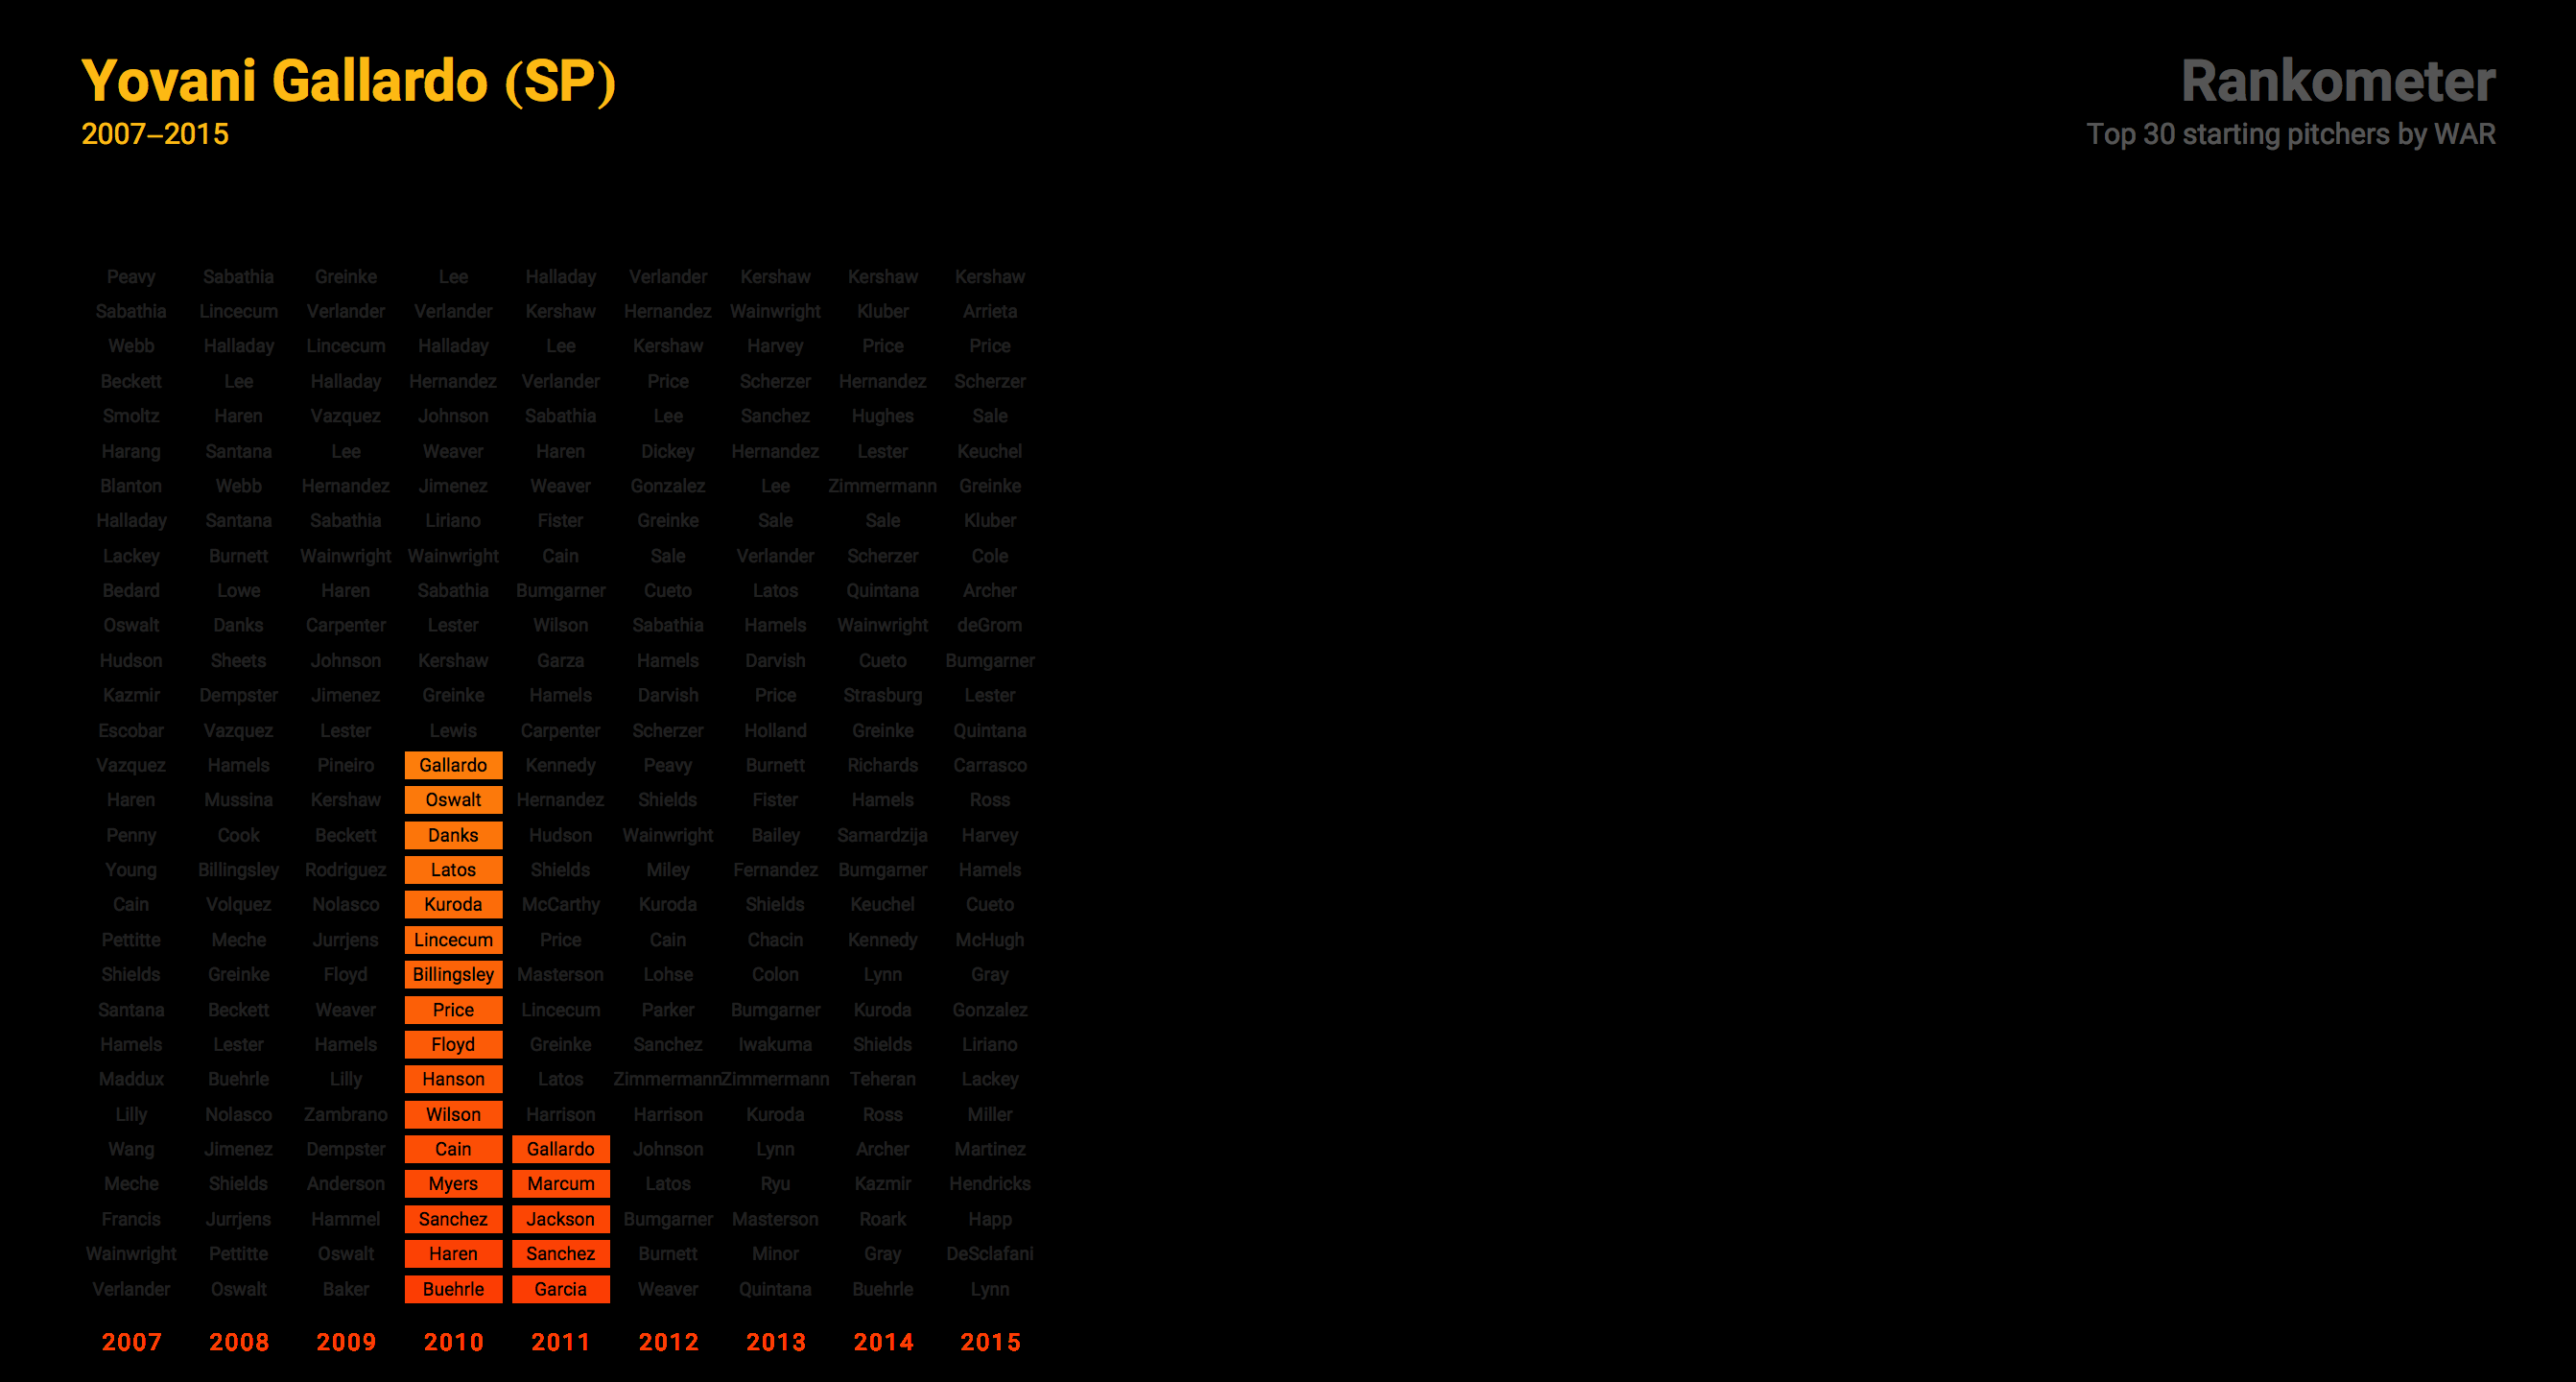 Yovani Gallardo (SP)
2007–2015
Rankometer
Top 30 starting pitchers by WAR
Peavy Sabathia Greinke Lee Halladay Verlander Kershaw Kershaw Kershaw
Sabathia Lincecum Verlander Verlander Kershaw Hernandez Wainwright Kluber Arrieta
Webb Halladay Lincecum Halladay Lee Kershaw Harvey Price Price
Beckett Lee Halladay Hernandez Verlander Price Scherzer Hernandez Scherzer
Smoltz Haren Vazquez Johnson Sabathia Lee Sanchez Hughes Sale
Harang Santana Lee Weaver Haren Dickey Hernandez Lester Keuchel
Blanton Webb Hernandez Jimenez Weaver Gonzalez Lee Zimmermann Greinke
Halladay Santana Sabathia Liriano Fister Greinke Sale Sale Kluber
Lackey Burnett Wainwright Wainwright Cain Sale Verlander Scherzer Cole
Bedard Lowe Haren Sabathia Bumgarner Cueto Latos Quintana Archer
Oswalt Danks Carpenter Lester Wilson Sabathia Hamels Wainwright deGrom
Hudson Sheets Johnson Kershaw Garza Hamels Darvish Cueto Bumgarner
Kazmir Dempster Jimenez Greinke Hamels Darvish Price Strasburg Lester
Escobar Vazquez Lester Lewis Carpenter Scherzer Holland Greinke Quintana
Vazquez Hamels Pineiro Gallardo Kennedy Peavy Burnett Richards Carrasco
Haren Mussina Kershaw Oswalt Hernandez Shields Fister Hamels Ross
Penny Cook Beckett Danks Hudson Wainwright Bailey Samardzija Harvey
Young Billingsley Rodriguez Latos Shields Miley Fernandez Bumgarner Hamels
Cain Volquez Nolasco Kuroda McCarthy Kuroda Shields Keuchel Cueto
Pettitte Meche Jurrjens Lincecum Price Cain Chacin Kennedy McHugh
Shields Greinke Floyd Billingsley Masterson Lohse Colon Lynn Gray
Santana Beckett Weaver Price Lincecum Parker Bumgarner Kuroda Gonzalez
Hamels Lester Hamels Floyd Greinke Sanchez Iwakuma Shields Liriano
Maddux Buehrle Lilly Hanson Latos Zimmermann Zimmermann Teheran Lackey
Lilly Nolasco Zambrano Wilson Harrison Harrison Kuroda Ross Miller
Wang Jimenez Dempster Cain Gallardo Johnson Lynn Archer Martinez
Meche Shields Anderson Myers Marcum Latos Ryu Kazmir Hendricks
Francis Jurrjens Hammel Sanchez Jackson Bumgarner Masterson Roark Happ
Wainwright Pettitte Oswalt Haren Sanchez Burnett Minor Gray DeSclafani
Verlander Oswalt Baker Buehrle Garcia Weaver Quintana Buehrle Lynn
2007 2008 2009 2010 2011 2012 2013 2014 2015